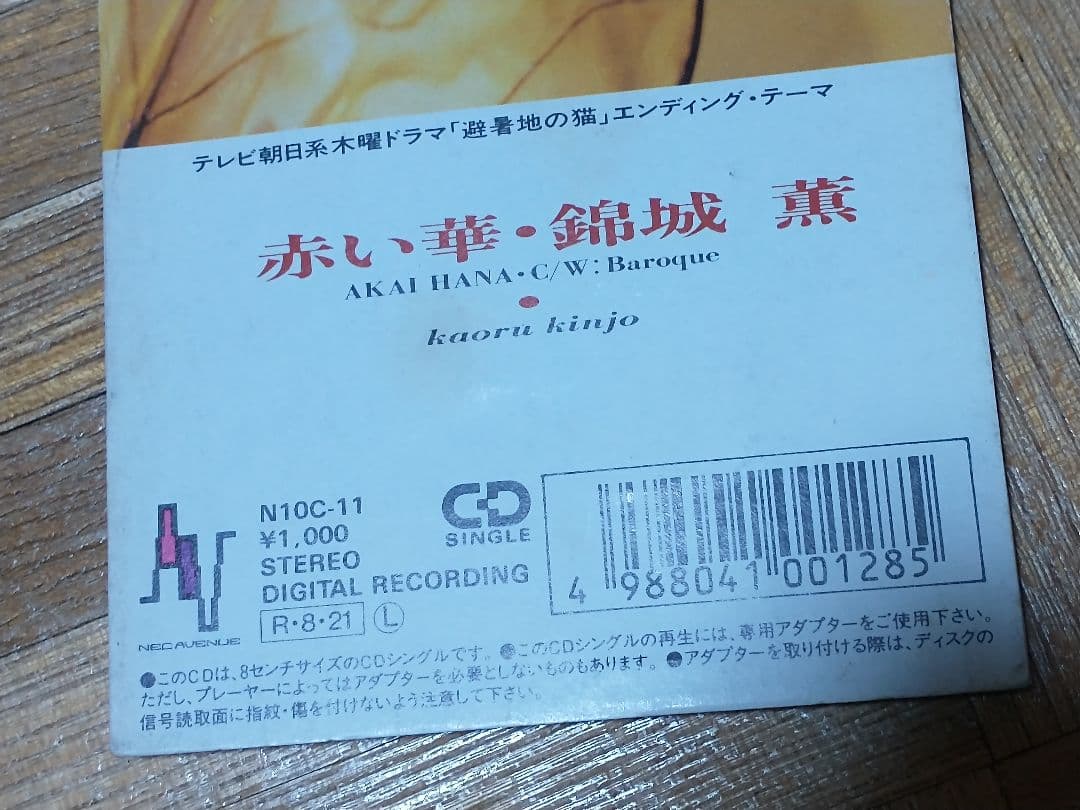 テレビ朝日系木曜ドラマ「避暑地の猫」エンディング・テーマ
赤い華・錦城 薫
AKAI HANA・C/W:Baroque
kaoru kinjo
N10C-11
¥1,000
STEREO
DIGITAL RECORDING
R・8・21 Ⓛ
NEC AVENUE
CD
SINGLE
4 988041 001285
●このCDは、8センチサイズのCDシングルです。●このCDシングルの再生には、専用アダプターをご使用下さい。
ただし、プレーヤーによってはアダプターを必要としないものもあります。●アダプターを取り付ける際は、ディスクの
信号読取面に指紋・傷を付けないよう注意して下さい。